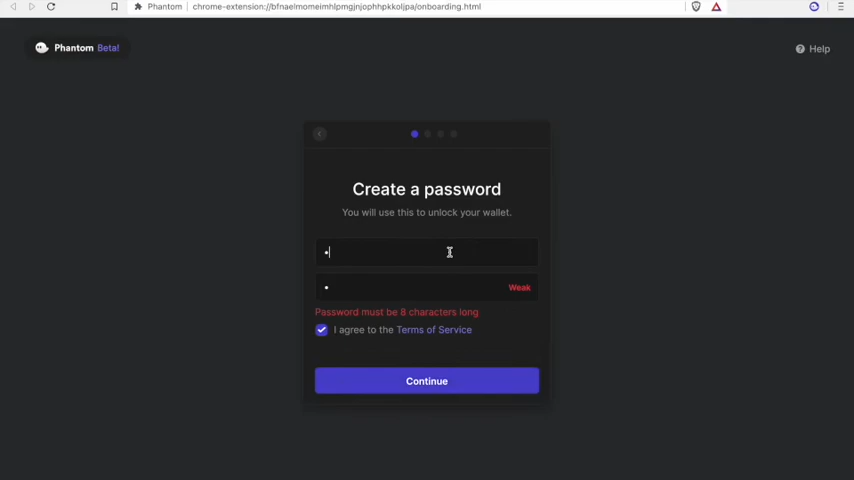 Phantom chrome-extension://bfnaelmomeimhlpmgjnjophhpkkoljpa/onboarding.html
Phantom Beta!
Help
Create a password
You will use this to unlock your wallet.
Weak
Password must be 8 characters long
I agree to the Terms of Service
Continue